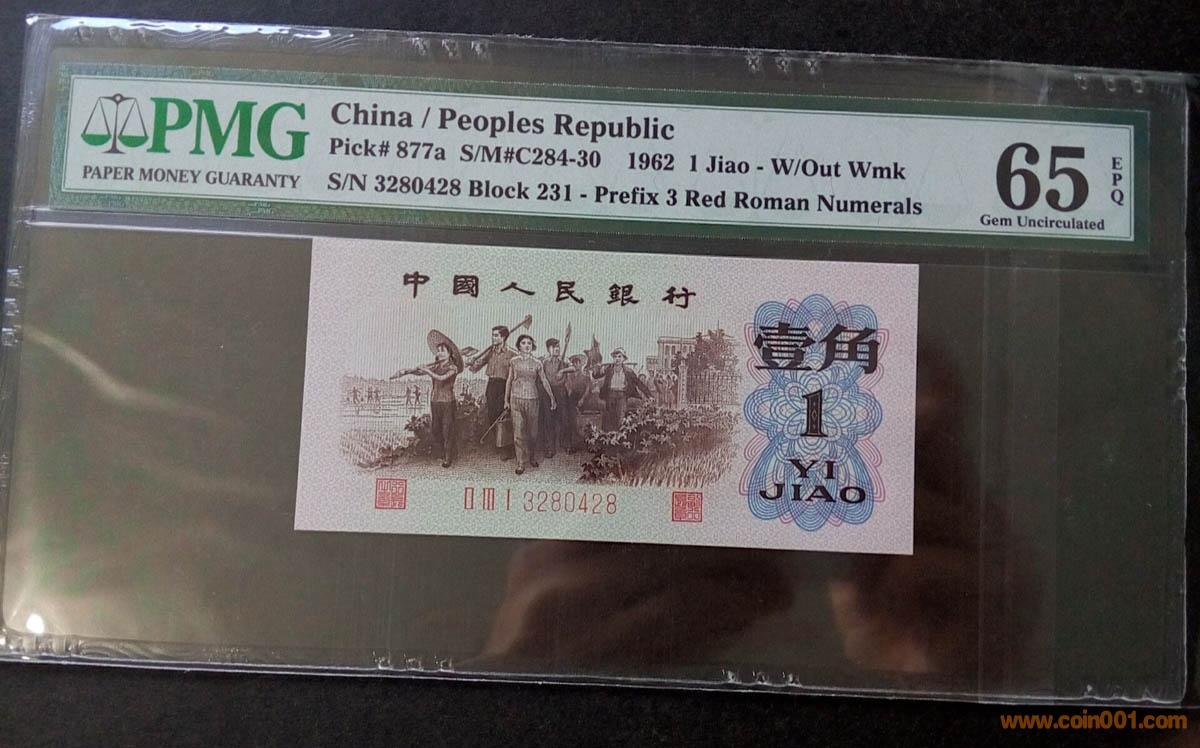 PMG
PAPER MONEY GUARANTY
China / Peoples Republic
Pick# 877a S/M#C284-30 1962 1 Jiao - W/Out Wmk
S/N 3280428 Block 231 - Prefix 3 Red Roman Numerals
65
EPQ
Gem Uncirculated
中國人民銀行
壹角
1
YI
JIAO
II III I 3280428
www.coin001.com